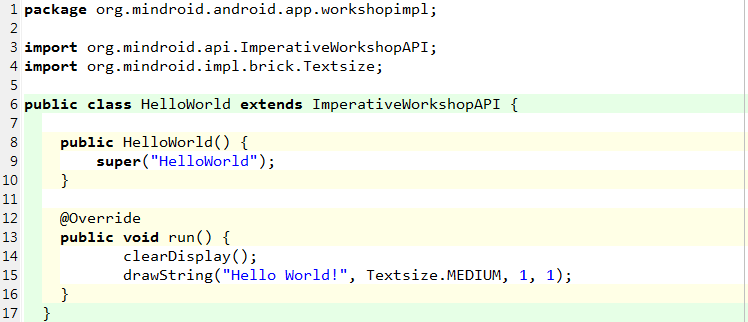 1 package org.mindroid.android.app.workshopimpl;
2
3 import org.mindroid.api.ImperativeWorkshopAPI;
4 import org.mindroid.impl.brick.Textsize;
5
6 public class HelloWorld extends ImperativeWorkshopAPI {
7
8     public HelloWorld() {
9         super("HelloWorld");
10     }
11
12     @Override
13     public void run() {
14            clearDisplay();
15            drawString("Hello World!", Textsize.MEDIUM, 1, 1);
16     }
17   }